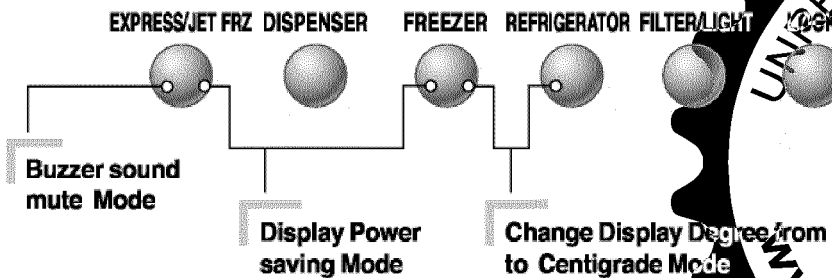 EXPRESS/JET FRZ DISPENSER FREEZER REFRIGERATOR FILTER/LIGHT
Buzzer sound
mute Mode
Display Power
saving Mode
Change Display Degree from
to Centigrade Mode